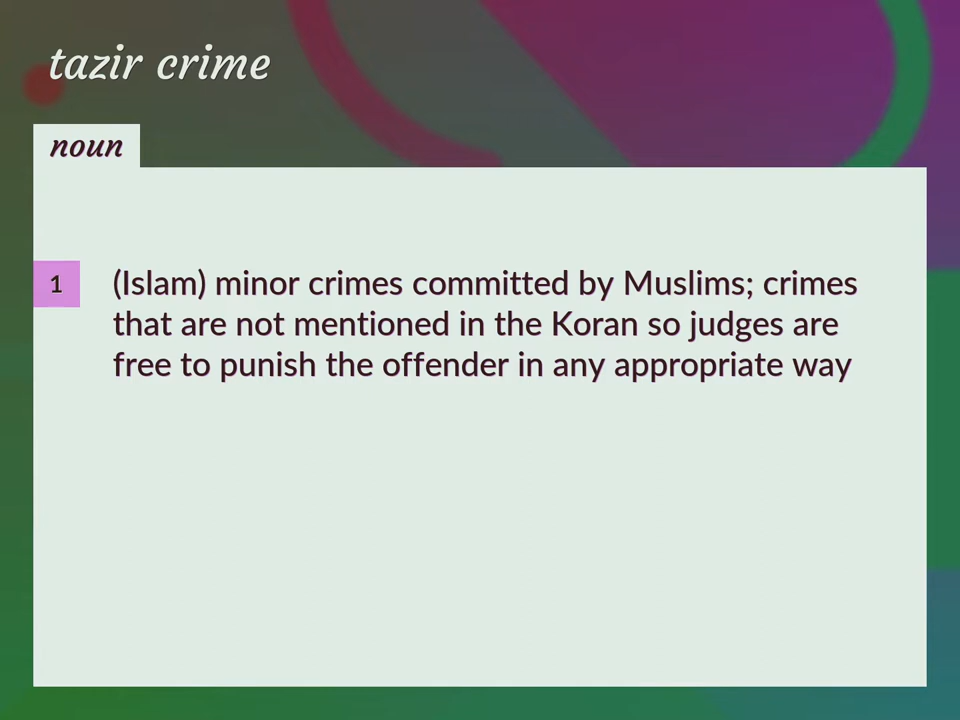 tazir crime
noun
1
(Islam) minor crimes committed by Muslims; crimes
that are not mentioned in the Koran so judges are
free to punish the offender in any appropriate way